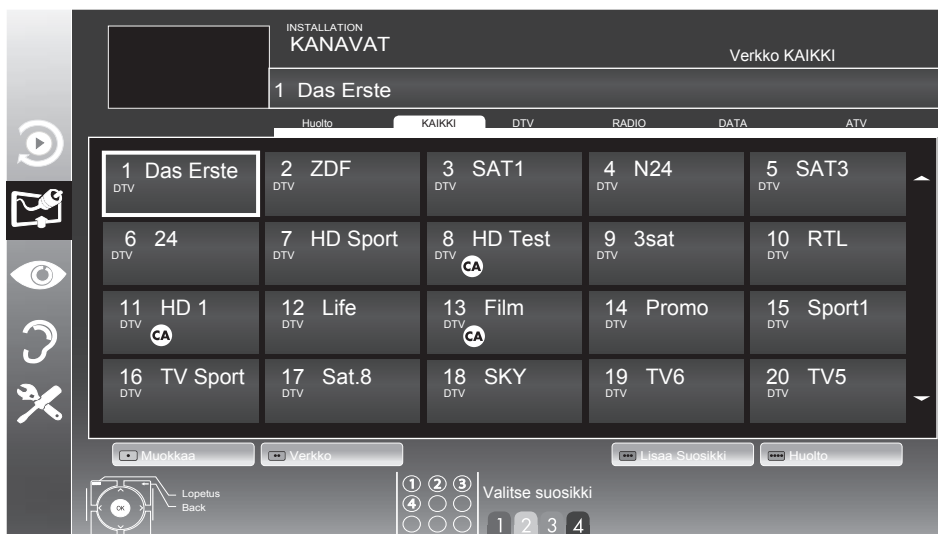 INSTALLATION
KANAVAT
Verkko KAIKKI
1 Das Erste
Huolto KAIKKI DTV RADIO DATA ATV
1 Das Erste 2 ZDF 3 SAT1 4 N24 5 SAT3
DTV DTV DTV DTV DTV
6 24 7 HD Sport 8 HD Test 9 3sat 10 RTL
DTV DTV DTV DTV DTV
CA
11 HD 1 12 Life 13 Film 14 Promo 15 Sport1
DTV DTV DTV DTV DTV
CA CA
16 TV Sport 17 Sat.8 18 SKY 19 TV6 20 TV5
DTV DTV DTV DTV DTV
Muokkaa Verkko Lisaa Suosikki Huolto
Lopetus
Back
OK
1 2 3
4
Valitse suosikki
1 2 3 4